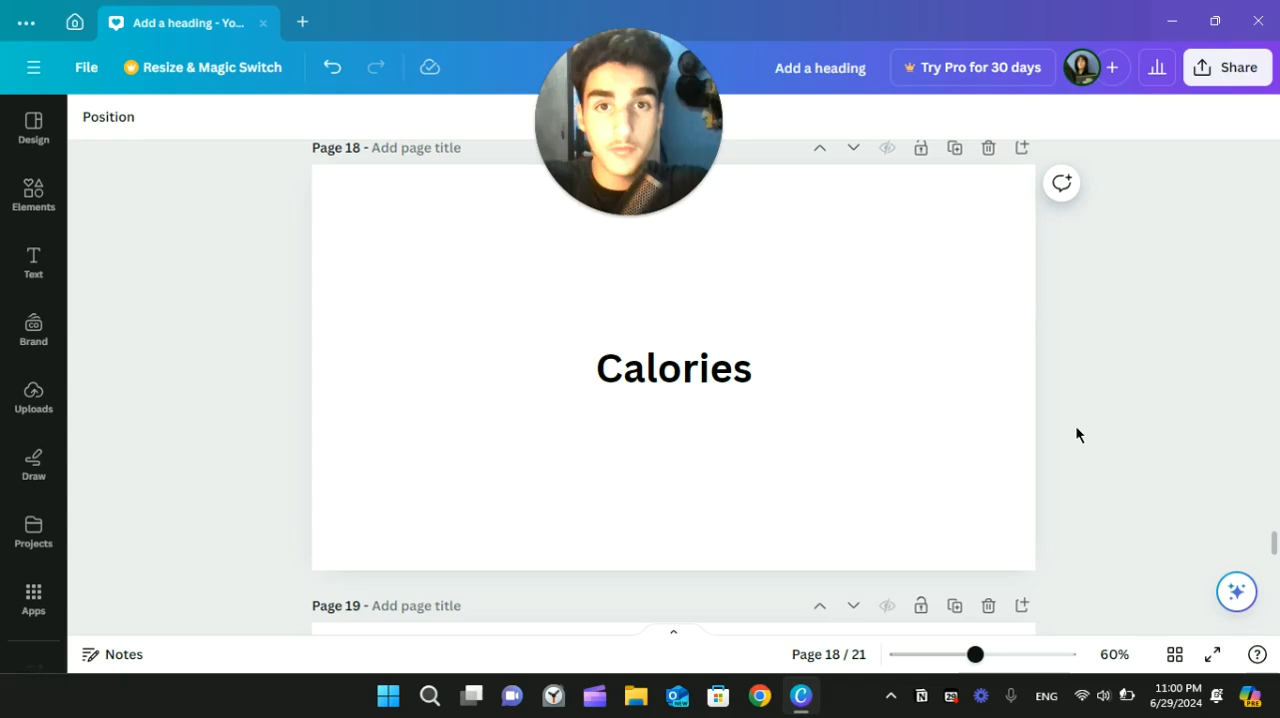 Add a heading - Yo...
File
Resize & Magic Switch
Add a heading
Try Pro for 30 days
Share
Position
Design
Elements
Text
Brand
Uploads
Draw
Projects
Apps
Page 18 - Add page title
Calories
Page 19 - Add page title
Notes
Page 18 / 21
60%
ENG
11:00 PM
6/29/2024